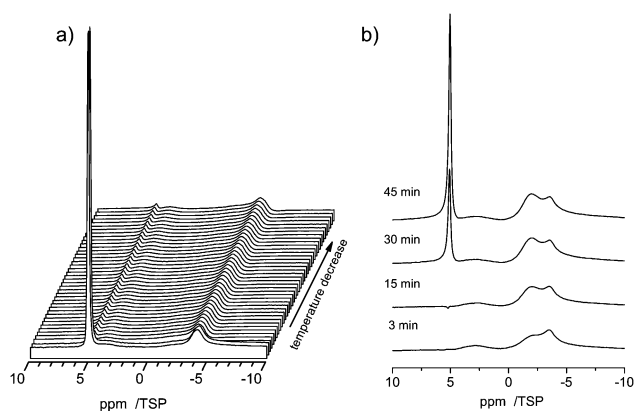 a)
temperature decrease
10 5 0 -5 -10
ppm /TSP
b)
45 min
30 min
15 min
3 min
10 5 0 -5 -10
ppm /TSP